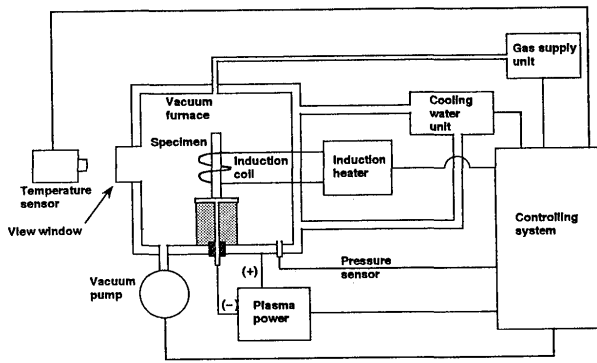 Gas supply
unit
Vacuum
furnace
Cooling
water
unit
Specimen
Induction
coil
Induction
heater
Temperature
sensor
View window
Controlling
system
Pressure
sensor
Vacuum
pump
(+)
(−)
Plasma
power